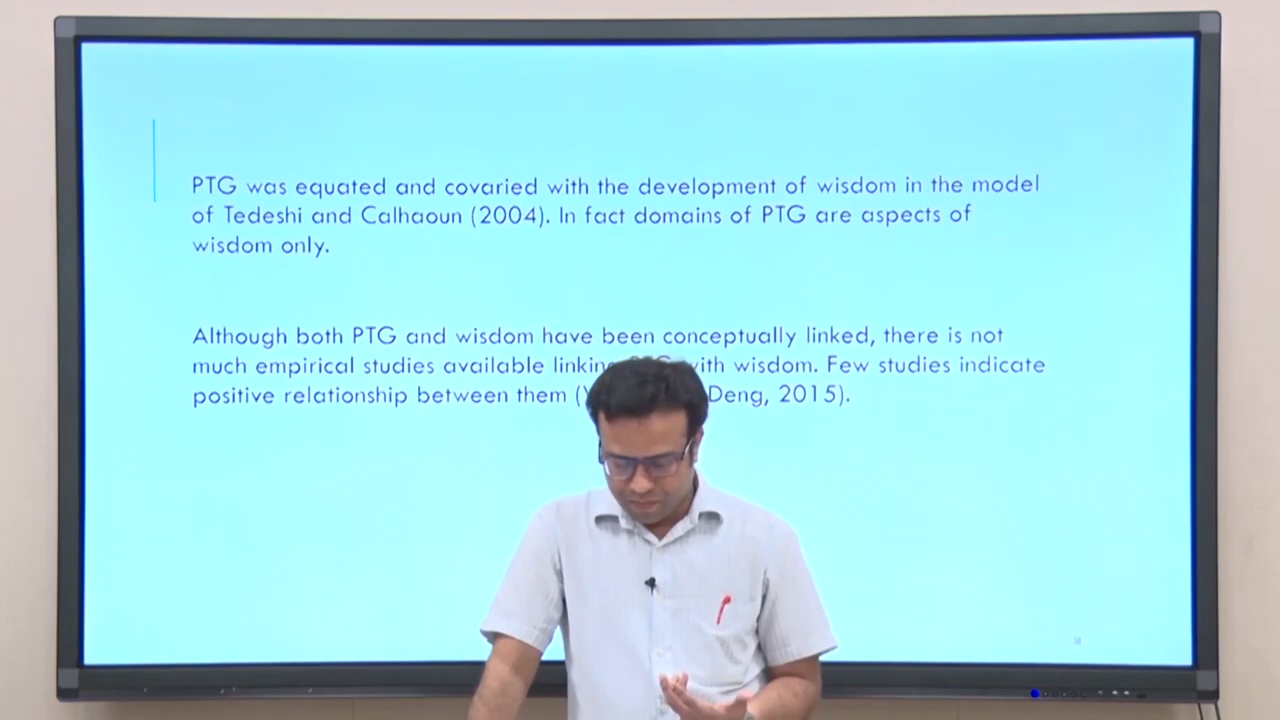 PTG was equated and covaried with the development of wisdom in the model
of Tedeshi and Calhaoun (2004). In fact domains of PTG are aspects of
wisdom only.
Although both PTG and wisdom have been conceptually linked, there is not
much empirical studies available with wisdom. Few studies indicate
positive relationship between them ( Deng, 2015).